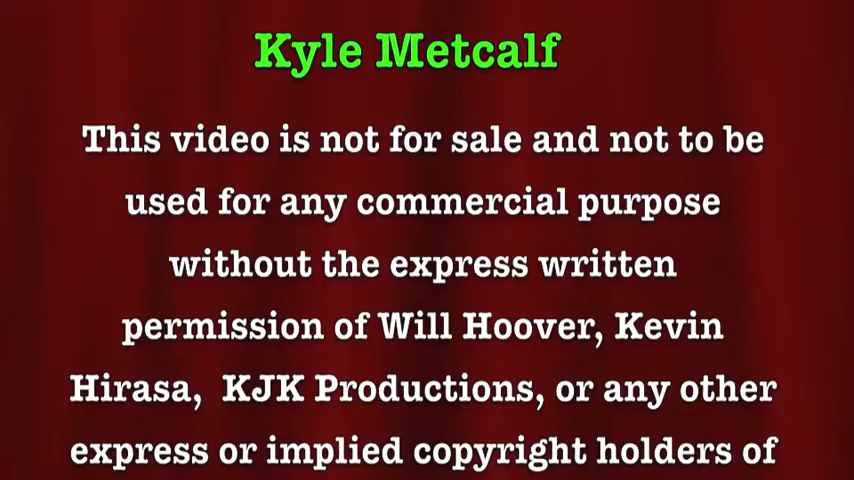 Kyle Metcalf
This video is not for sale and not to be
used for any commercial purpose
without the express written
permission of Will Hoover, Kevin
Hirasa, KJK Productions, or any other
express or implied copyright holders of